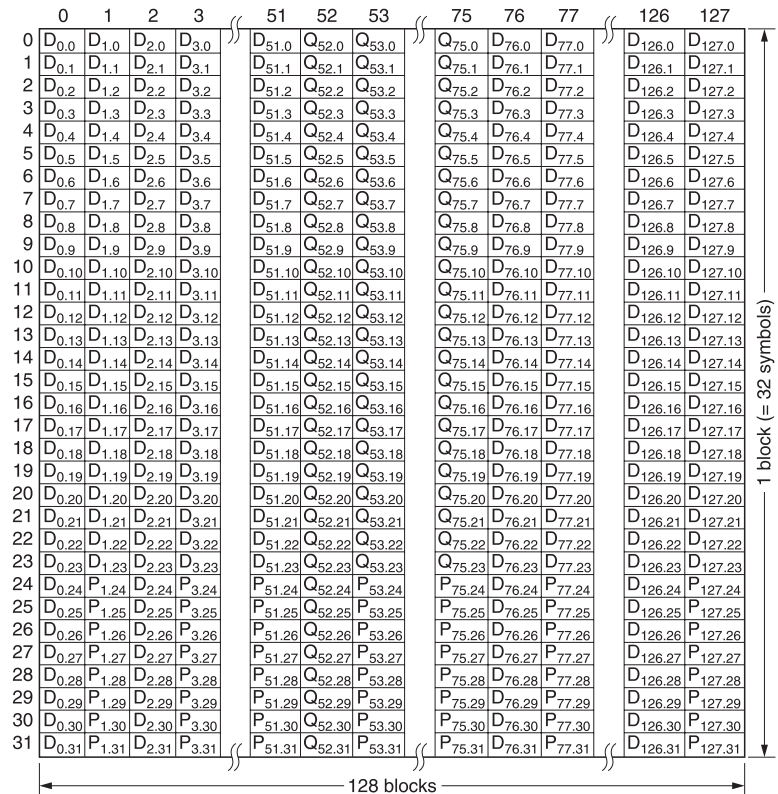 0 1 2 3 51 52 53 75 76 77 126 127
0 D0.0 D1.0 D2.0 D3.0 D51.0 Q52.0 Q53.0 Q75.0 D76.0 D77.0 D126.0 D127.0
1 D0.1 D1.1 D2.1 D3.1 D51.1 Q52.1 Q53.1 Q75.1 D76.1 D77.1 D126.1 D127.1
2 D0.2 D1.2 D2.2 D3.2 D51.2 Q52.2 Q53.2 Q75.2 D76.2 D77.2 D126.2 D127.2
3 D0.3 D1.3 D2.3 D3.3 D51.3 Q52.3 Q53.3 Q75.3 D76.3 D77.3 D126.3 D127.3
4 D0.4 D1.4 D2.4 D3.4 D51.4 Q52.4 Q53.4 Q75.4 D76.4 D77.4 D126.4 D127.4
5 D0.5 D1.5 D2.5 D3.5 D51.5 Q52.5 Q53.5 Q75.5 D76.5 D77.5 D126.5 D127.5
6 D0.6 D1.6 D2.6 D3.6 D51.6 Q52.6 Q53.6 Q75.6 D76.6 D77.6 D126.6 D127.6
7 D0.7 D1.7 D2.7 D3.7 D51.7 Q52.7 Q53.7 Q75.7 D76.7 D77.7 D126.7 D127.7
8 D0.8 D1.8 D2.8 D3.8 D51.8 Q52.8 Q53.8 Q75.8 D76.8 D77.8 D126.8 D127.8
9 D0.9 D1.9 D2.9 D3.9 D51.9 Q52.9 Q53.9 Q75.9 D76.9 D77.9 D126.9 D127.9
10 D0.10 D1.10 D2.10 D3.10 D51.10 Q52.10 Q53.10 Q75.10 D76.10 D77.10 D126.10 D127.10
11 D0.11 D1.11 D2.11 D3.11 D51.11 Q52.11 Q53.11 Q75.11 D76.11 D77.11 D126.11 D127.11
12 D0.12 D1.12 D2.12 D3.12 D51.12 Q52.12 Q53.12 Q75.12 D76.12 D77.12 D126.12 D127.12
13 D0.13 D1.13 D2.13 D3.13 D51.13 Q52.13 Q53.13 Q75.13 D76.13 D77.13 D126.13 D127.13
14 D0.14 D1.14 D2.14 D3.14 D51.14 Q52.14 Q53.14 Q75.14 D76.14 D77.14 D126.14 D127.14
15 D0.15 D1.15 D2.15 D3.15 D51.15 Q52.15 Q53.15 Q75.15 D76.15 D77.15 D126.15 D127.15
16 D0.16 D1.16 D2.16 D3.16 D51.16 Q52.16 Q53.16 Q75.16 D76.16 D77.16 D126.16 D127.16
17 D0.17 D1.17 D2.17 D3.17 D51.17 Q52.17 Q53.17 Q75.17 D76.17 D77.17 D126.17 D127.17
18 D0.18 D1.18 D2.18 D3.18 D51.18 Q52.18 Q53.18 Q75.18 D76.18 D77.18 D126.18 D127.18
19 D0.19 D1.19 D2.19 D3.19 D51.19 Q52.19 Q53.19 Q75.19 D76.19 D77.19 D126.19 D127.19
20 D0.20 D1.20 D2.20 D3.20 D51.20 Q52.20 Q53.20 Q75.20 D76.20 D77.20 D126.20 D127.20
21 D0.21 D1.21 D2.21 D3.21 D51.21 Q52.21 Q53.21 Q75.21 D76.21 D77.21 D126.21 D127.21
22 D0.22 D1.22 D2.22 D3.22 D51.22 Q52.22 Q53.22 Q75.22 D76.22 D77.22 D126.22 D127.22
23 D0.23 D1.23 D2.23 D3.23 D51.23 Q52.23 Q53.23 Q75.23 D76.23 D77.23 D126.23 D127.23
24 D0.24 P1.24 D2.24 P3.24 P51.24 Q52.24 P53.24 P75.24 D76.24 P77.24 D126.24 P127.24
25 D0.25 P1.25 D2.25 P3.25 P51.25 Q52.25 P53.25 P75.25 D76.25 P77.25 D126.25 P127.25
26 D0.26 P1.26 D2.26 P3.26 P51.26 Q52.26 P53.26 P75.26 D76.26 P77.26 D126.26 P127.26
27 D0.27 P1.27 D2.27 P3.27 P51.27 Q52.27 P53.27 P75.27 D76.27 P77.27 D126.27 P127.27
28 D0.28 P1.28 D2.28 P3.28 P51.28 Q52.28 P53.28 P75.28 D76.28 P77.28 D126.28 P127.28
29 D0.29 P1.29 D2.29 P3.29 P51.29 Q52.29 P53.29 P75.29 D76.29 P77.29 D126.29 P127.29
30 D0.30 P1.30 D2.30 P3.30 P51.30 Q52.30 P53.30 P75.30 D76.30 P77.30 D126.30 P127.30
31 D0.31 P1.31 D2.31 P3.31 P51.31 Q52.31 P53.31 P75.31 D76.31 P77.31 D126.31 P127.31
1 block (= 32 symbols)
128 blocks